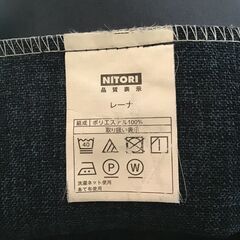 NITORI
品質表示
レーナ
組成 ポリエステル100%
取り扱い表示
40
P W
洗濯ネット使用
あて布使用